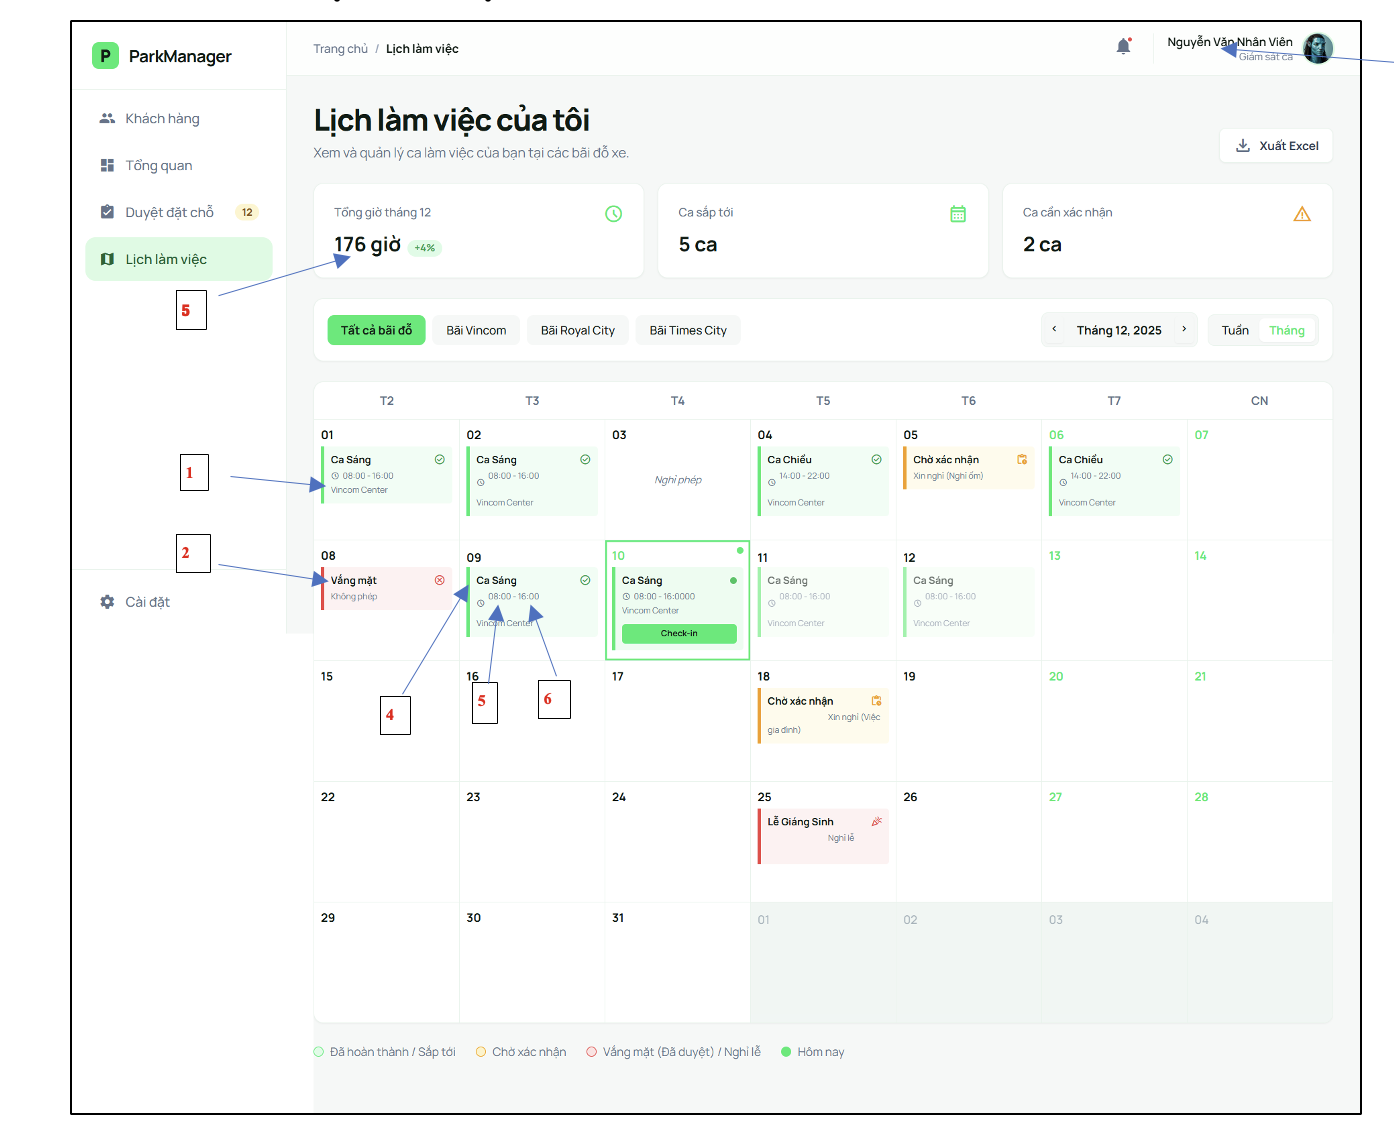 P ParkManager
Trang chủ / Lịch làm việc
Nguyễn Văn Nhân Viên
Giám sát ca
Khách hàng
Tổng quan
Duyệt đặt chỗ 12
Lịch làm việc
Cài đặt
Lịch làm việc của tôi
Xem và quản lý ca làm việc của bạn tại các bãi đỗ xe.
Xuất Excel
Tổng giờ tháng 12
176 giờ +4%
Ca sắp tới
5 ca
Ca cần xác nhận
2 ca
5
Tất cả bãi đỗ Bãi Vincom Bãi Royal City Bãi Times City
‹ Tháng 12, 2025 › Tuần Tháng
T2 T3 T4 T5 T6 T7 CN
01
Ca Sáng
08:00 - 16:00
Vincom Center
02
Ca Sáng
08:00 - 16:00
Vincom Center
03
Nghỉ phép
04
Ca Chiều
14:00 - 22:00
Vincom Center
05
Chờ xác nhận
Xin nghỉ (Nghỉ ốm)
06
Ca Chiều
14:00 - 22:00
Vincom Center
07
1
2
08
Vắng mặt
Không phép
09
Ca Sáng
08:00 - 16:00
Vincom Center
10
Ca Sáng
08:00 - 16:0000
Vincom Center
Check-in
11
Ca Sáng
08:00 - 16:00
Vincom Center
12
Ca Sáng
08:00 - 16:00
Vincom Center
13
14
15
16
17
18
Chờ xác nhận
Xin nghỉ (Việc
gia đình)
19
20
21
4
5
6
22
23
24
25
Lễ Giáng Sinh
Nghỉ lễ
26
27
28
29
30
31
01
02
03
04
Đã hoàn thành / Sắp tới Chờ xác nhận Vắng mặt (Đã duyệt) / Nghỉ lễ Hôm nay